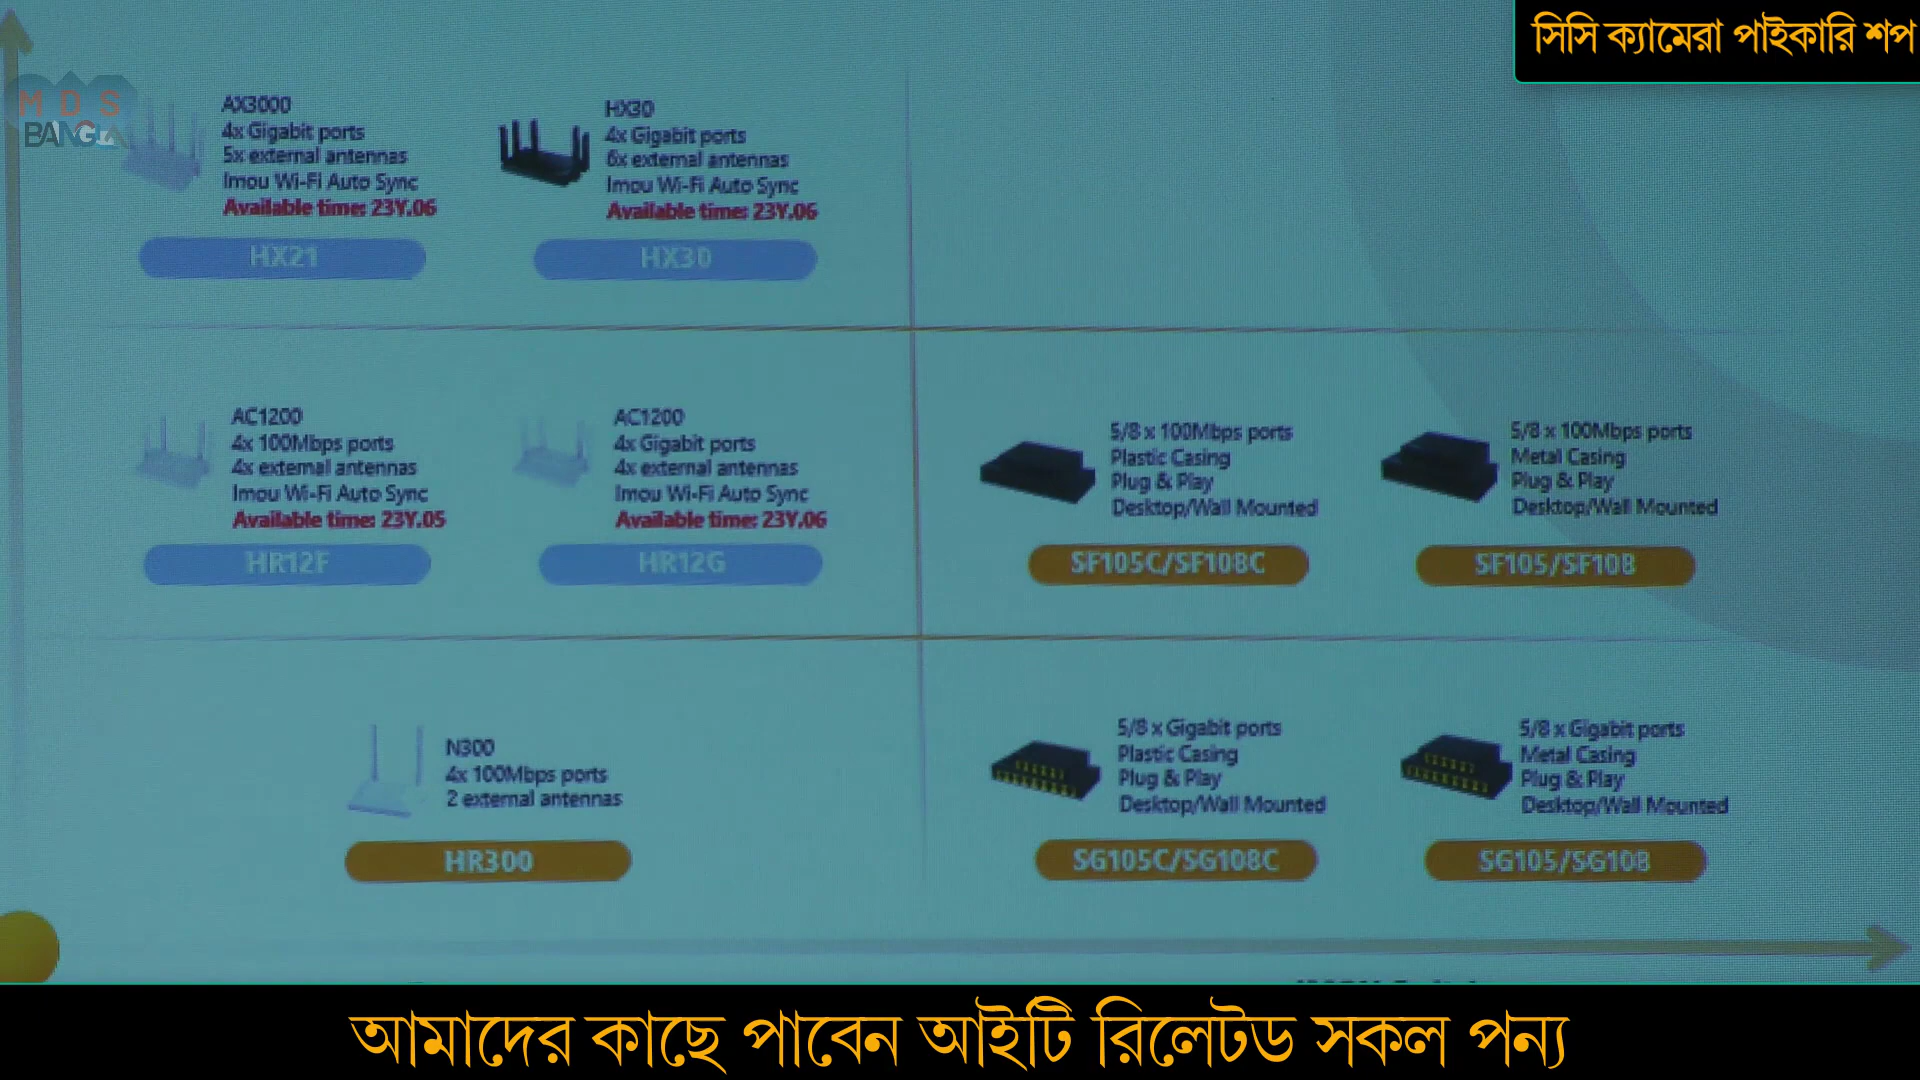 সিসি ক্যামেরা পাইকারি শপ
MDS
BANGLA
AX3000
4x Gigabit ports
5x external antennas
Imou Wi-Fi Auto Sync
Available time: 23Y.06
HX21
HX30
4x Gigabit ports
6x external antennas
Imou Wi-Fi Auto Sync
Available time: 23Y.06
HX30
AC1200
4x 100Mbps ports
4x external antennas
Imou Wi-Fi Auto Sync
Available time: 23Y.05
HR12F
AC1200
4x Gigabit ports
4x external antennas
Imou Wi-Fi Auto Sync
Available time: 23Y.06
HR12G
5/8 x 100Mbps ports
Plastic Casing
Plug & Play
Desktop/Wall Mounted
SF105C/SF108C
5/8 x 100Mbps ports
Metal Casing
Plug & Play
Desktop/Wall Mounted
SF105/SF108
N300
4x 100Mbps ports
2 external antennas
HR300
5/8 x Gigabit ports
Plastic Casing
Plug & Play
Desktop/Wall Mounted
SG105C/SG108C
5/8 x Gigabit ports
Metal Casing
Plug & Play
Desktop/Wall Mounted
SG105/SG108
আমাদের কাছে পাবেন আইটি রিলেটড সকল পন্য